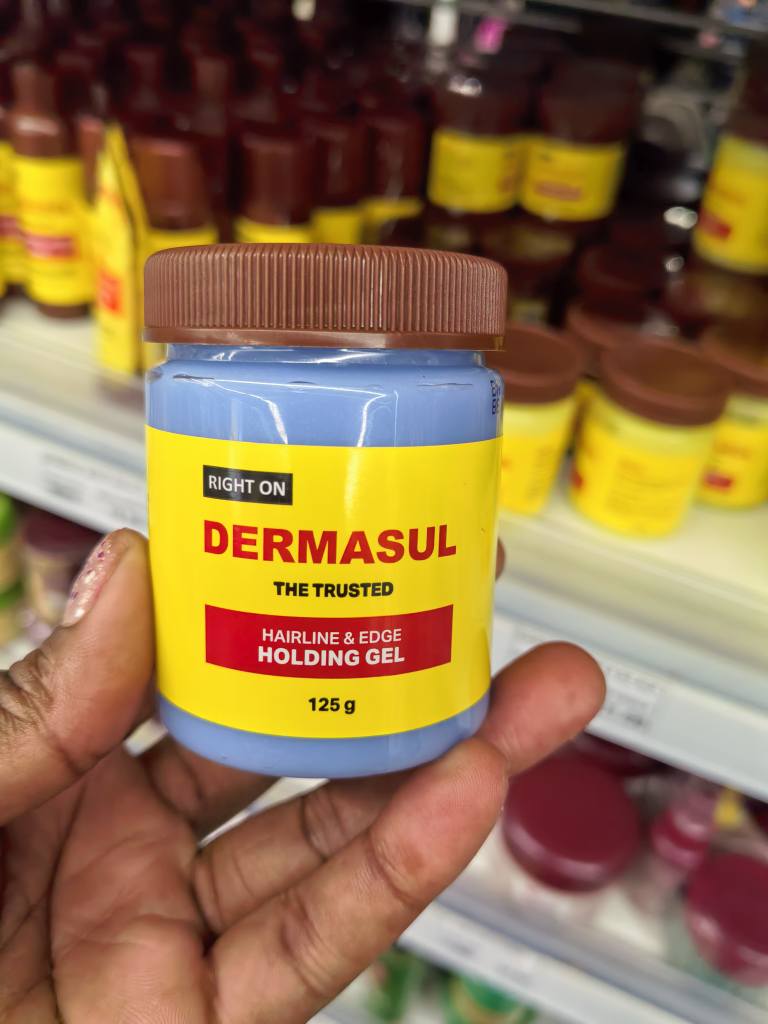 RIGHT ON
DERMASUL
THE TRUSTED
HAIRLINE & EDGE
HOLDING GEL
125 g